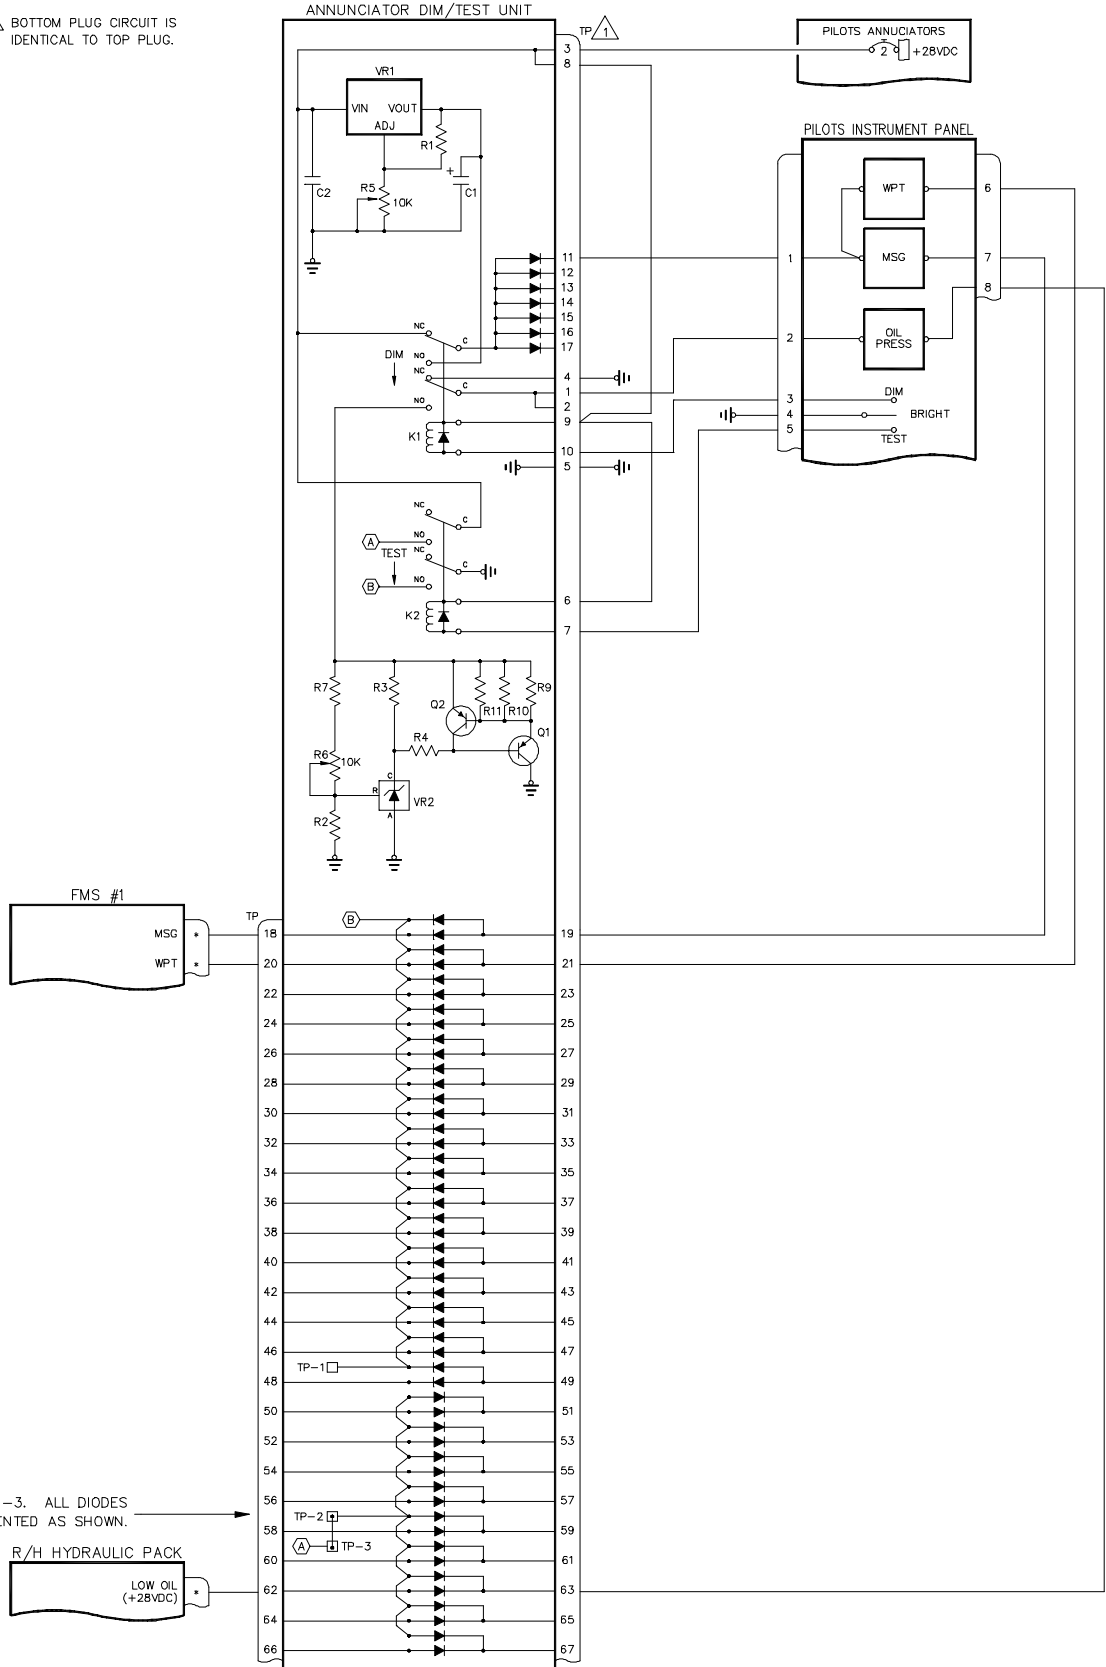 ANNUNCIATOR DIM/TEST UNIT
BOTTOM PLUG CIRCUIT IS
IDENTICAL TO TOP PLUG.
TP 1
3
8
PILOTS ANNUCIATORS
2 +28VDC
VR1
VIN VOUT
ADJ
R1
C2
R5
10K
+
C1
11
12
13
14
15
16
17
NC
C
NO
DIM
NC
C
NO
4
1
2
9
K1
10
5
PILOTS INSTRUMENT PANEL
WPT
6
1
MSG
7
8
2
OIL
PRESS
3
DIM
4
BRIGHT
5
TEST
NC
C
A
NO
TEST
NC
C
B
NO
6
K2
7
R7
R3
Q2
R11
R10
R9
Q1
R4
R6
10K
C
R
VR2
A
R2
FMS #1
MSG *
WPT *
TP
B
18 19
20 21
22 23
24 25
26 27
28 29
30 31
32 33
34 35
36 37
38 39
40 41
42 43
44 45
46 47
TP-1
48 49
50 51
52 53
54 55
56 57
-3. ALL DIODES
ENTED AS SHOWN.
TP-2
58 59
A TP-3
60 61
R/H HYDRAULIC PACK
LOW OIL
(+28VDC) *
62 63
64 65
66 67